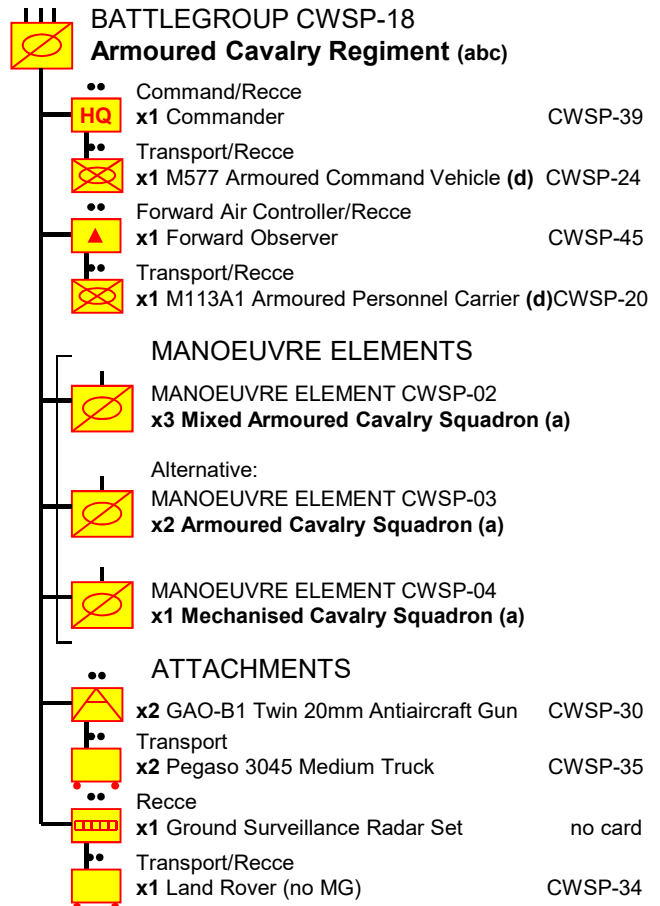 BATTLEGROUP CWSP-18
Armoured Cavalry Regiment (abc)
Command/Recce
HQ x1 Commander CWSP-39
Transport/Recce
x1 M577 Armoured Command Vehicle (d) CWSP-24
Forward Air Controller/Recce
x1 Forward Observer CWSP-45
Transport/Recce
x1 M113A1 Armoured Personnel Carrier (d)CWSP-20
MANOEUVRE ELEMENTS
MANOEUVRE ELEMENT CWSP-02
x3 Mixed Armoured Cavalry Squadron (a)
Alternative:
MANOEUVRE ELEMENT CWSP-03
x2 Armoured Cavalry Squadron (a)
MANOEUVRE ELEMENT CWSP-04
x1 Mechanised Cavalry Squadron (a)
ATTACHMENTS
x2 GAO-B1 Twin 20mm Antiaircraft Gun CWSP-30
Transport
x2 Pegaso 3045 Medium Truck CWSP-35
Recce
x1 Ground Surveillance Radar Set no card
Transport/Recce
x1 Land Rover (no MG) CWSP-34